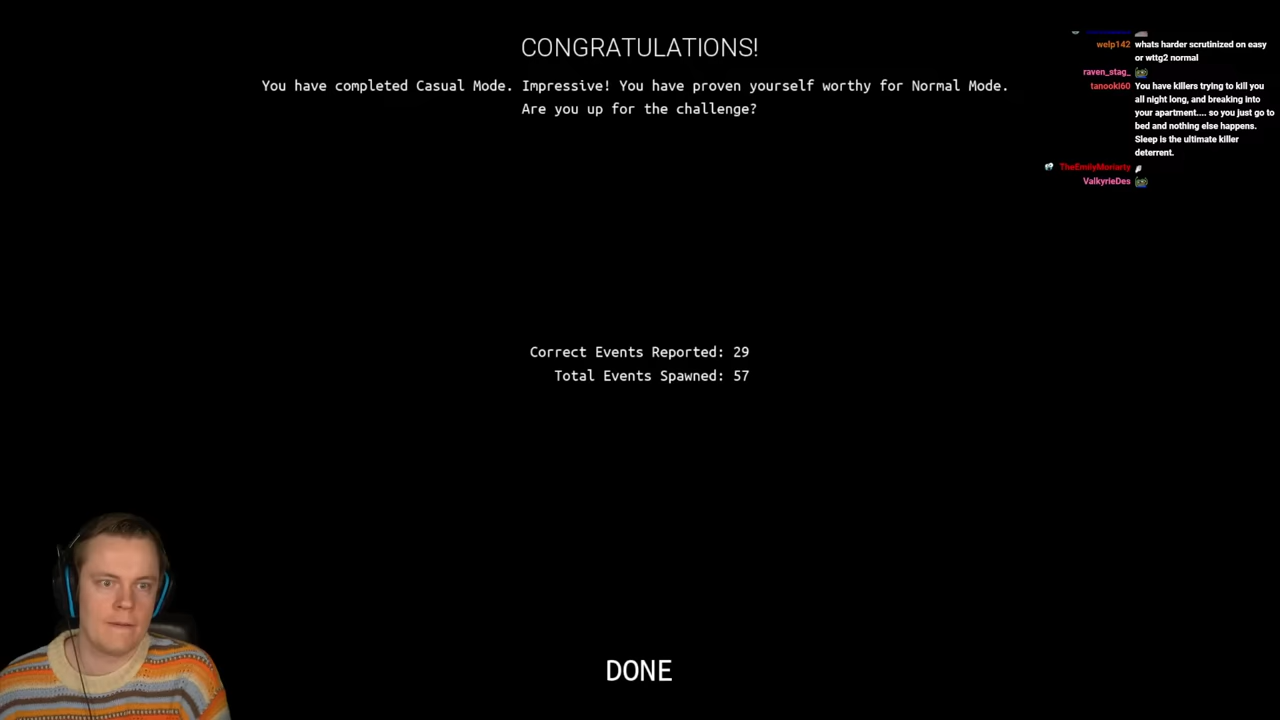 CONGRATULATIONS!
You have completed Casual Mode. Impressive! You have proven yourself worthy for Normal Mode.
Are you up for the challenge?
Correct Events Reported: 29
Total Events Spawned: 57
DONE
welp142 whats harder scrutinized on easy
or wttg2 normal
raven_stag_
tanooki60 You have killers trying to kill you
all night long, and breaking into
your apartment.... so you just go to
bed and nothing else happens.
Sleep is the ultimate killer
deterrent.
TheEmilyMoriarty
ValkyrieDes